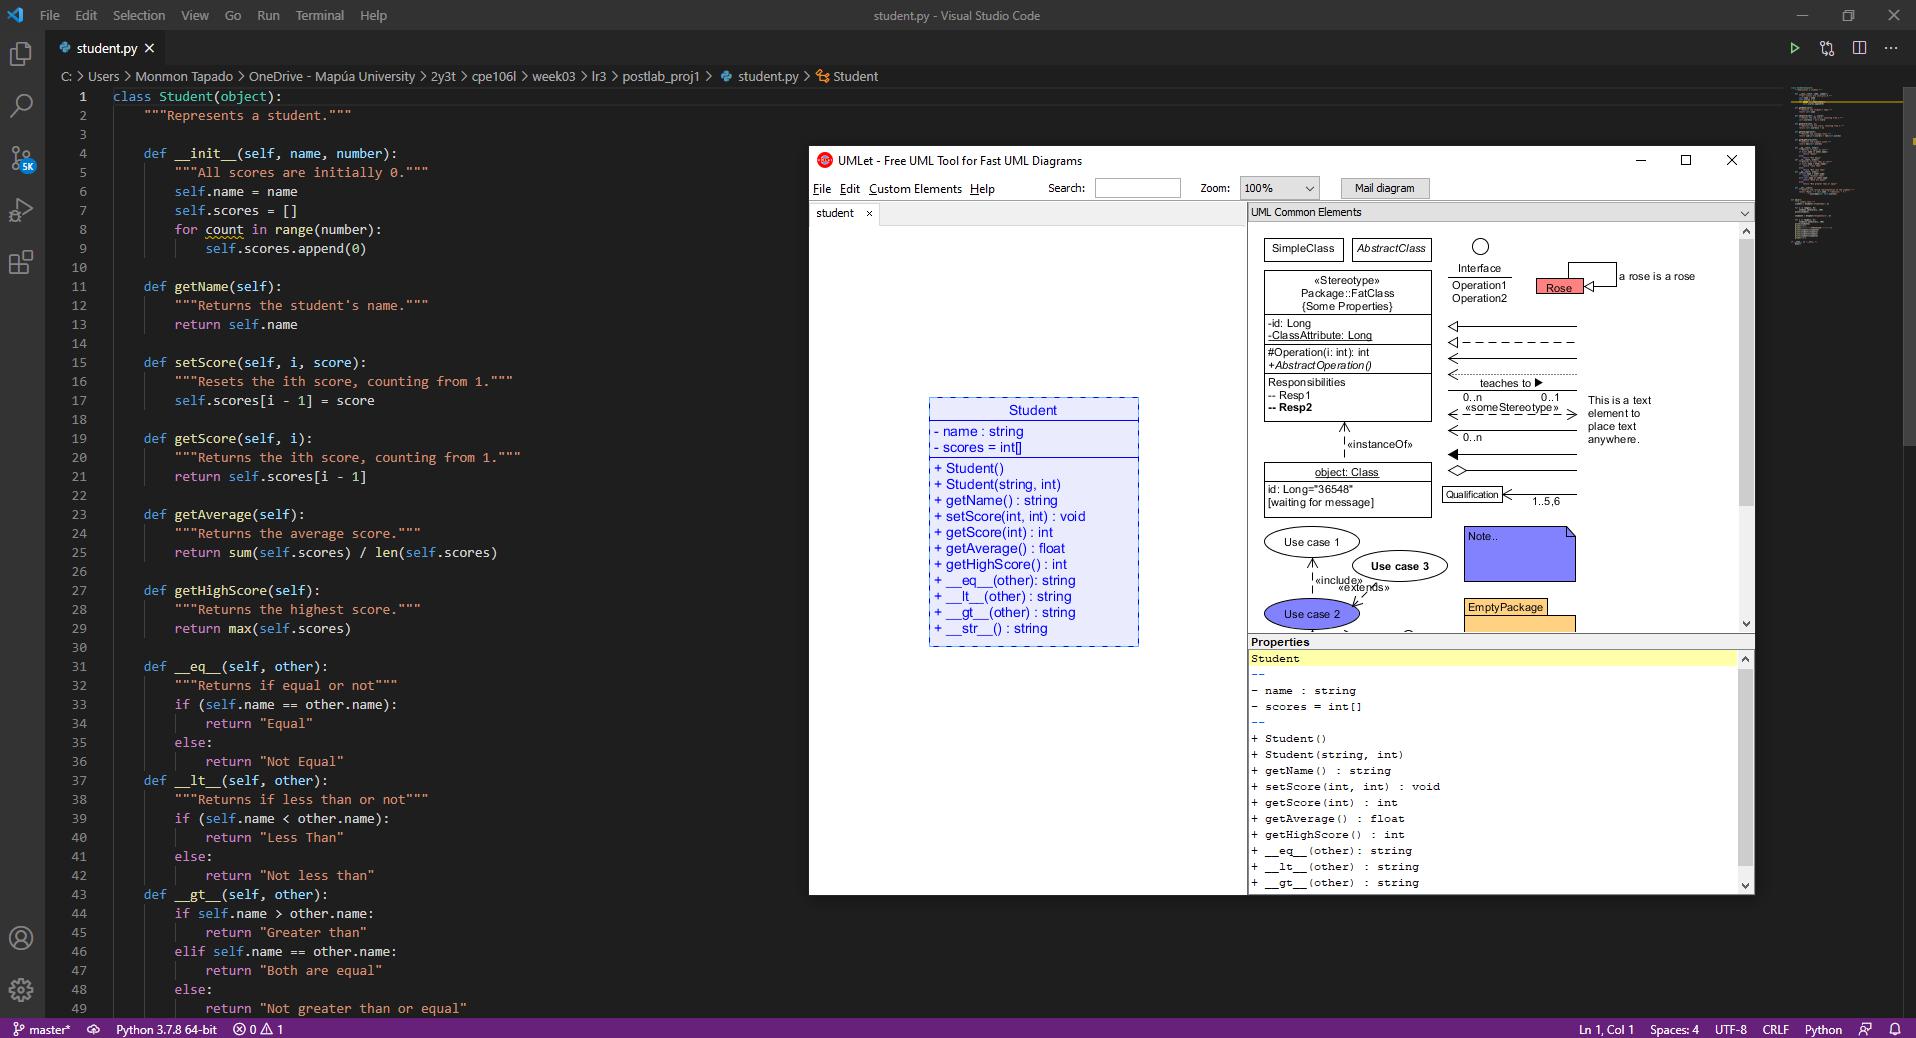 File Edit Selection View Go Run Terminal Help
student.py - Visual Studio Code
student.py
C: > Users > Monmon Tapado > OneDrive - Mapúa University > 2y3t > cpe106l > week03 > lr3 > postlab_proj1 > student.py > Student
5K
1 class Student(object):
2 """Represents a student."""
3
4 def __init__(self, name, number):
5 """All scores are initially 0."""
6 self.name = name
7 self.scores = []
8 for count in range(number):
9 self.scores.append(0)
10
11 def getName(self):
12 """Returns the student's name."""
13 return self.name
14
15 def setScore(self, i, score):
16 """Resets the ith score, counting from 1."""
17 self.scores[i - 1] = score
18
19 def getScore(self, i):
20 """Returns the ith score, counting from 1."""
21 return self.scores[i - 1]
22
23 def getAverage(self):
24 """Returns the average score."""
25 return sum(self.scores) / len(self.scores)
26
27 def getHighScore(self):
28 """Returns the highest score."""
29 return max(self.scores)
30
31 def __eq__(self, other):
32 """Returns if equal or not"""
33 if (self.name == other.name):
34 return "Equal"
35 else:
36 return "Not Equal"
37 def __lt__(self, other):
38 """Returns if less than or not"""
39 if (self.name < other.name):
40 return "Less Than"
41 else:
42 return "Not less than"
43 def __gt__(self, other):
44 if self.name > other.name:
45 return "Greater than"
46 elif self.name == other.name:
47 return "Both are equal"
48 else:
49 return "Not greater than or equal"
UMLet - Free UML Tool for Fast UML Diagrams
File Edit Custom Elements Help Search: Zoom: 100% Mail diagram
student
Student
- name : string
- scores = int[]
+ Student()
+ Student(string, int)
+ getName() : string
+ setScore(int, int) : void
+ getScore(int) : int
+ getAverage() : float
+ getHighScore() : int
+ __eq__(other): string
+ __lt__(other) : string
+ __gt__(other) : string
+ __str__() : string
UML Common Elements
SimpleClass
AbstractClass
«Stereotype»
Package::FatClass
{Some Properties}
-id: Long
-ClassAttribute: Long
#Operation(i: int): int
+AbstractOperation()
Responsibilities
-- Resp1
-- Resp2
«instanceOf»
object: Class
id: Long="36548"
[waiting for message]
Interface
Operation1
Operation2
Rose
a rose is a rose
teaches to
0..n 0..1
«someStereotype»
0..n
This is a text
element to
place text
anywhere.
Qualification
1..5,6
Use case 1
Use case 3
«include»
«extends»
Use case 2
Note..
EmptyPackage
Properties
Student
--
- name : string
- scores = int[]
--
+ Student()
+ Student(string, int)
+ getName() : string
+ setScore(int, int) : void
+ getScore(int) : int
+ getAverage() : float
+ getHighScore() : int
+ __eq__(other): string
+ __lt__(other) : string
+ __gt__(other) : string
master* Python 3.7.8 64-bit 0 1
Ln 1, Col 1 Spaces: 4 UTF-8 CRLF Python